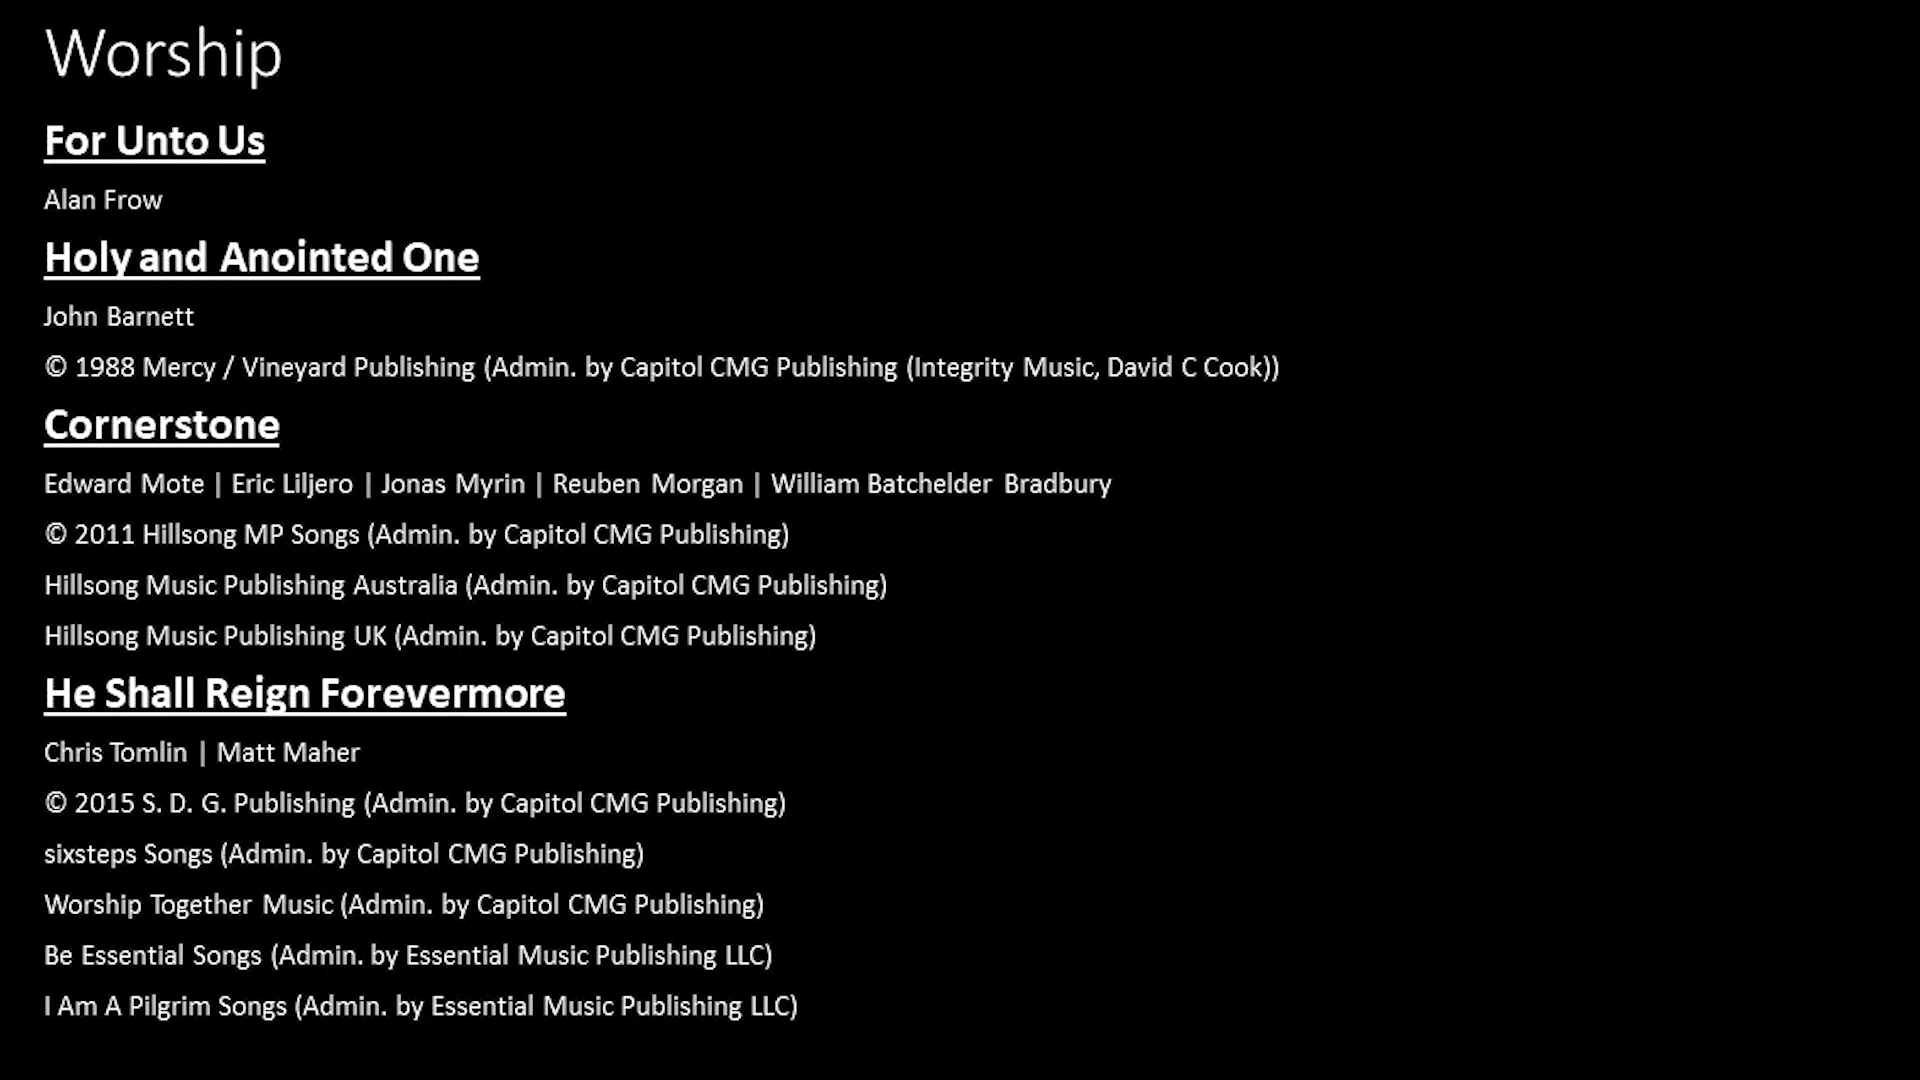 Worship
For Unto Us
Alan Frow
Holy and Anointed One
John Barnett
© 1988 Mercy / Vineyard Publishing (Admin. by Capitol CMG Publishing (Integrity Music, David C Cook))
Cornerstone
Edward Mote | Eric Liljero | Jonas Myrin | Reuben Morgan | William Batchelder Bradbury
© 2011 Hillsong MP Songs (Admin. by Capitol CMG Publishing)
Hillsong Music Publishing Australia (Admin. by Capitol CMG Publishing)
Hillsong Music Publishing UK (Admin. by Capitol CMG Publishing)
He Shall Reign Forevermore
Chris Tomlin | Matt Maher
© 2015 S. D. G. Publishing (Admin. by Capitol CMG Publishing)
sixsteps Songs (Admin. by Capitol CMG Publishing)
Worship Together Music (Admin. by Capitol CMG Publishing)
Be Essential Songs (Admin. by Essential Music Publishing LLC)
I Am A Pilgrim Songs (Admin. by Essential Music Publishing LLC)